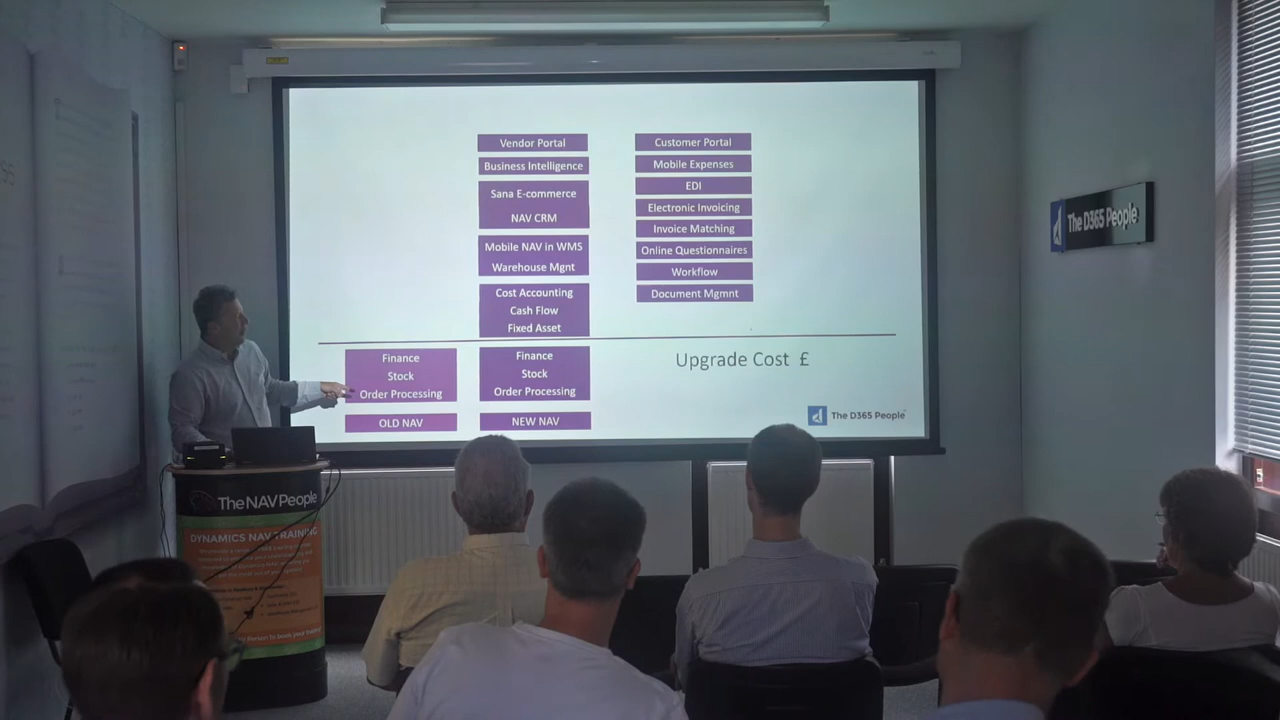 Vendor Portal
Business Intelligence
Sana E-commerce
NAV CRM
Mobile NAV in WMS
Warehouse Mgnt
Cost Accounting
Cash Flow
Fixed Asset
Customer Portal
Mobile Expenses
EDI
Electronic Invoicing
Invoice Matching
Online Questionnaires
Workflow
Document Mgmnt
Finance
Stock
Order Processing
OLD NAV
Finance
Stock
Order Processing
NEW NAV
Upgrade Cost £
The D365 People
The D365 People
The NAV People
DYNAMICS NAV TRAINING